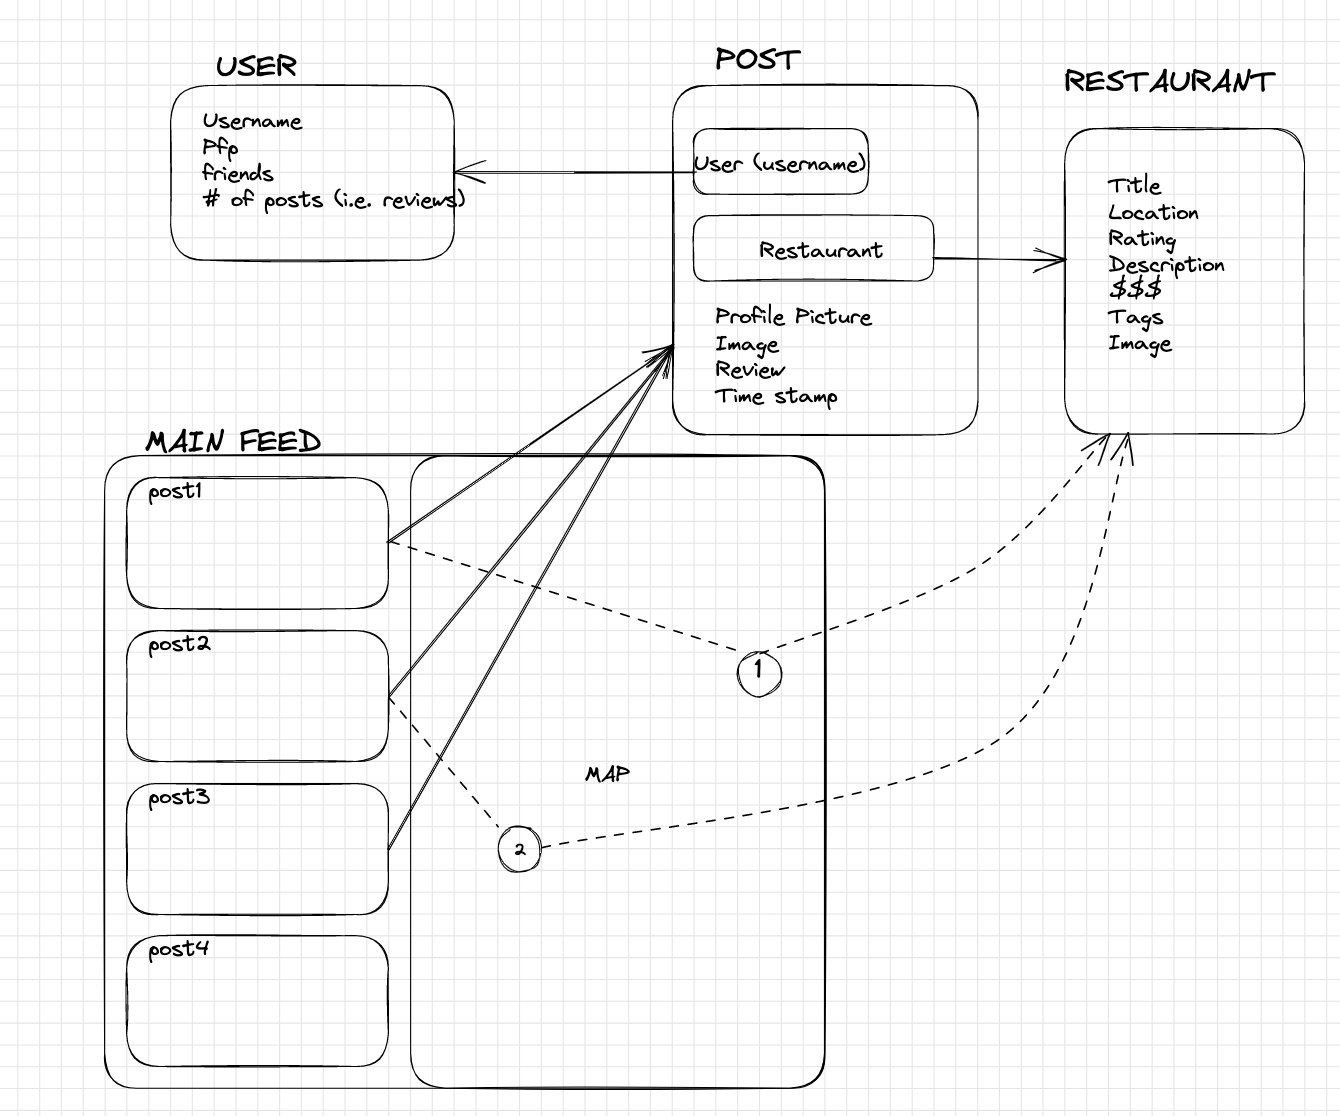 USER
Username
Pfp
friends
# of posts (i.e. reviews)
POST
User (username)
Restaurant
Profile Picture
Image
Review
Time stamp
RESTAURANT
Title
Location
Rating
Description
$$$
Tags
Image
MAIN FEED
post1
post2
post3
post4
1
MAP
2